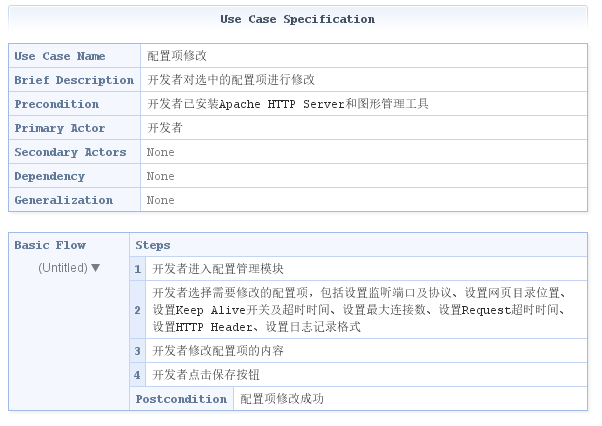 Use Case Specification
Use Case Name 配置项修改
Brief Description 开发者对选中的配置项进行修改
Precondition 开发者已安装Apache HTTP Server和图形管理工具
Primary Actor 开发者
Secondary Actors None
Dependency None
Generalization None
Basic Flow Steps
(Untitled) ▼
1 开发者进入配置管理模块
开发者选择需要修改的配置项，包括设置监听端口及协议、设置网页目录位置、
2 设置Keep Alive开关及超时时间、设置最大连接数、设置Request超时时间、
设置HTTP Header、设置日志记录格式
3 开发者修改配置项的内容
4 开发者点击保存按钮
Postcondition 配置项修改成功